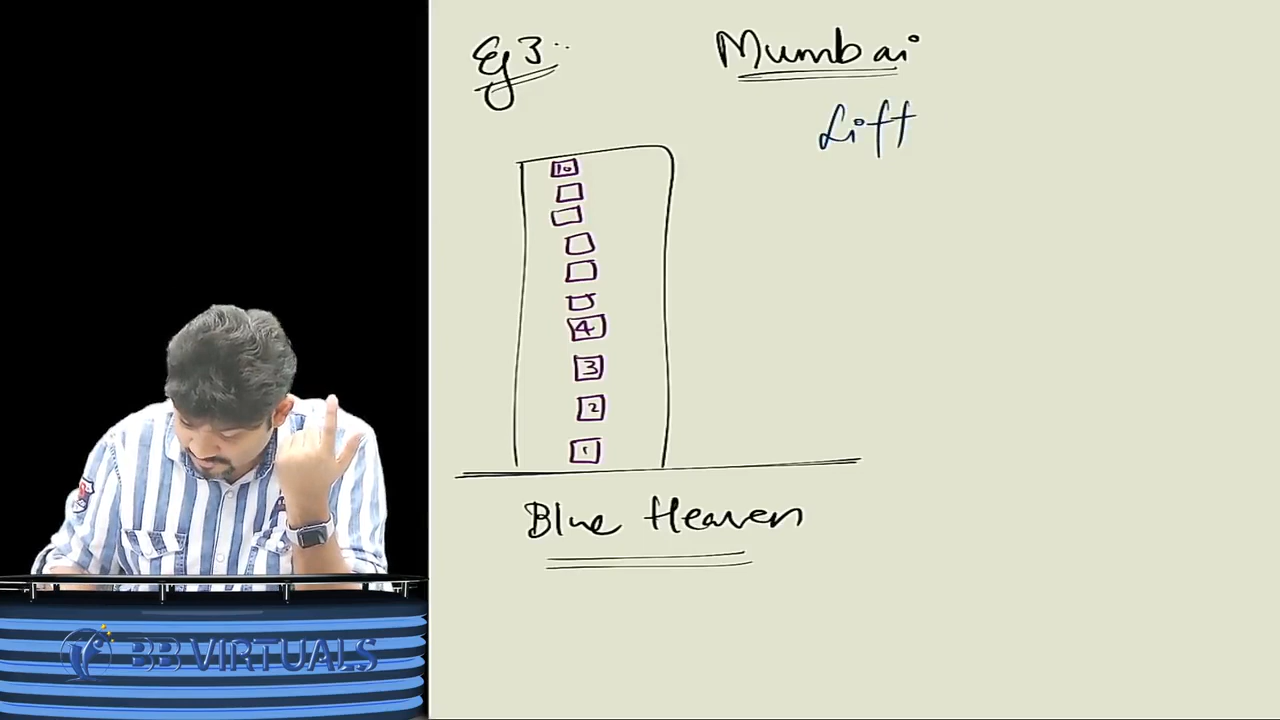 Eg 3..
Mumbai
Lift
10
4
3
2
1
Blue Heaven
BB VIRTUALS